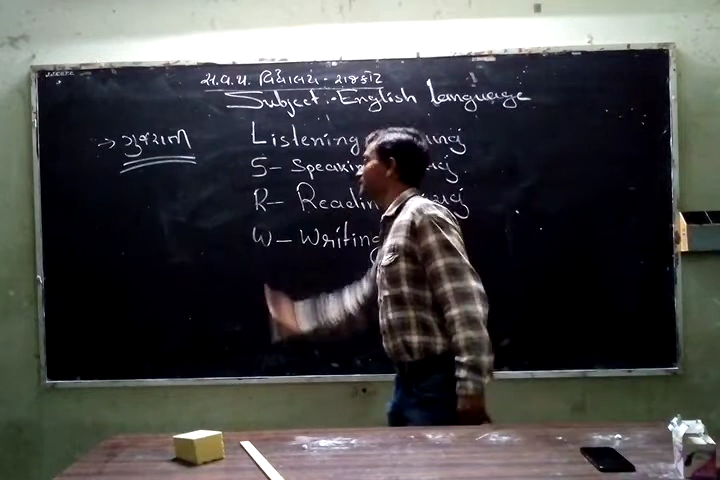 સ.વ.પ. વિદ્યાલય - રાજકોટ
Subject :- English language
→ ગુજરાતી
Listening
S - Speaking
R - Reading
W - Writing